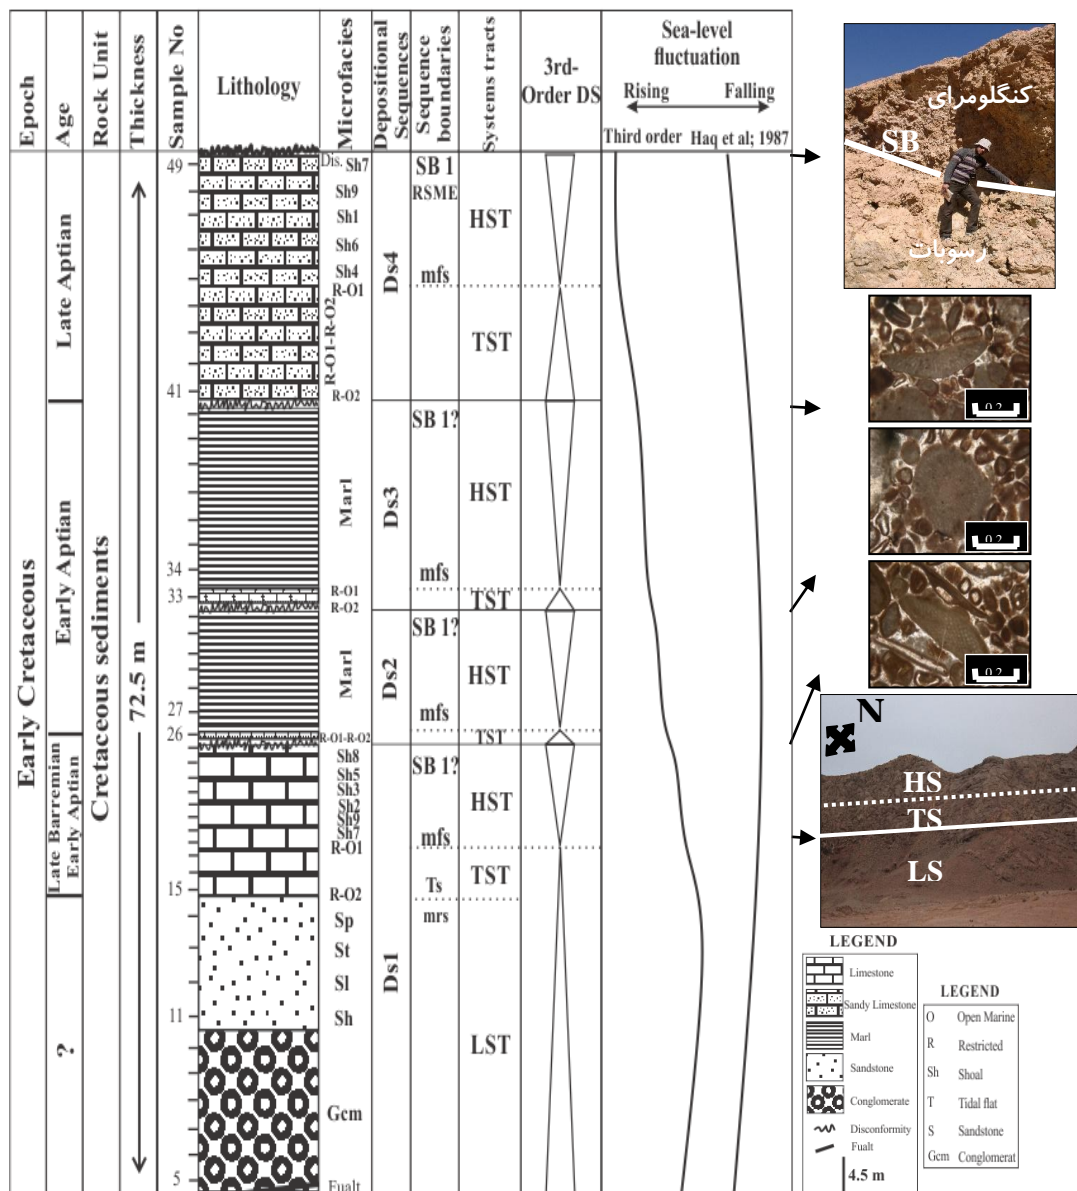 Epoch
Age
Rock Unit
Thickness
Sample No
Lithology
Microfacies
Depositional
Sequences
Sequence
boundaries
Systems tracts
3rd-
Order DS
Sea-level
fluctuation
Rising
Falling
Third order
Haq et al; 1987
Early Cretaceous
Late Aptian
Early Aptian
Late Barremian
Early Aptian
?
Cretaceous sediments
72.5 m
49
41
34
33
27
26
15
11
5
Dis. Sh7
Sh9
Sh1
Sh6
Sh4
R-O1
R-O1-R-O2
R-O2
Marl
R-O1
R-O2
Marl
R-O1-R-O2
Sh8
Sh5
Sh3
Sh2
Sh9
Sh7
R-O1
R-O2
Sp
St
Sl
Sh
Gcm
Fualt
Ds4
Ds3
Ds2
Ds1
SB 1
RSME
mfs
SB 1?
mfs
SB 1?
mfs
SB 1?
mfs
Ts
mrs
HST
TST
HST
TST
HST
TST
HST
TST
LST
کنگلومرای
SB
رسوبات
0.2
0.2
0.2
N
HS
TS
LS
LEGEND
Limestone
Sandy Limestone
Marl
Sandstone
Conglomerate
Disconformity
Fualt
4.5 m
LEGEND
O Open Marine
R Restricted
Sh Shoal
T Tidal flat
S Sandstone
Gcm Conglomerat